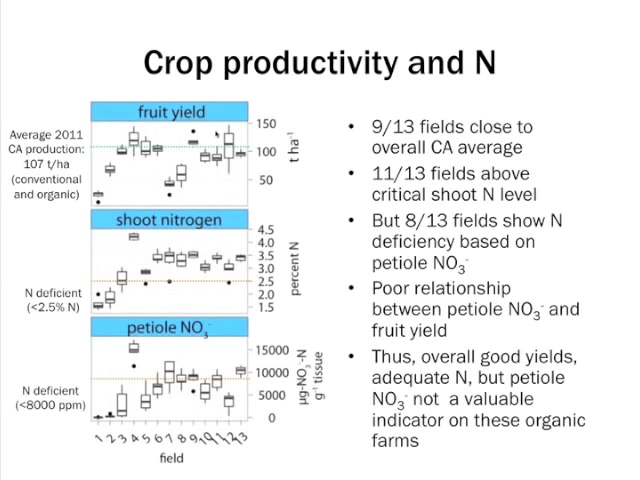 Crop productivity and N
Average 2011
CA production:
107 t/ha
(conventional
and organic)
fruit yield
150
100
50
t ha-1
shoot nitrogen
4.5
4.0
3.5
3.0
2.5
2.0
1.5
percent N
N deficient
(<2.5% N)
petiole NO3-
15000
10000
5000
0
µg-NO3--N
g-1 tissue
N deficient
(<8000 ppm)
1 2 3 4 5 6 7 8 9 10 11 12 13
field
• 9/13 fields close to
overall CA average
• 11/13 fields above
critical shoot N level
• But 8/13 fields show N
deficiency based on
petiole NO3-
• Poor relationship
between petiole NO3- and
fruit yield
• Thus, overall good yields,
adequate N, but petiole
NO3- not a valuable
indicator on these organic
farms